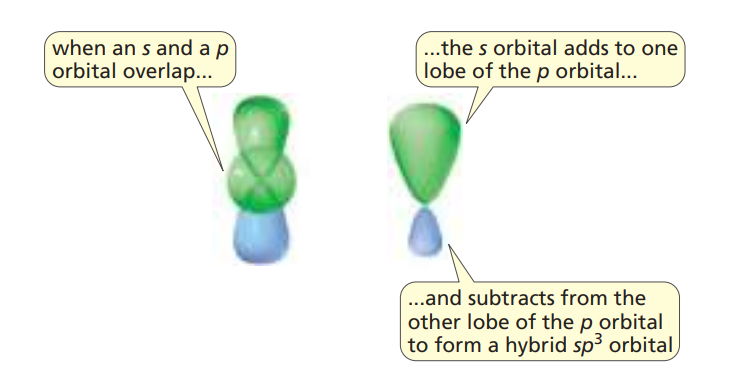 when an s and a p
orbital overlap...
...the s orbital adds to one
lobe of the p orbital...
...and subtracts from the
other lobe of the p orbital
to form a hybrid sp³ orbital